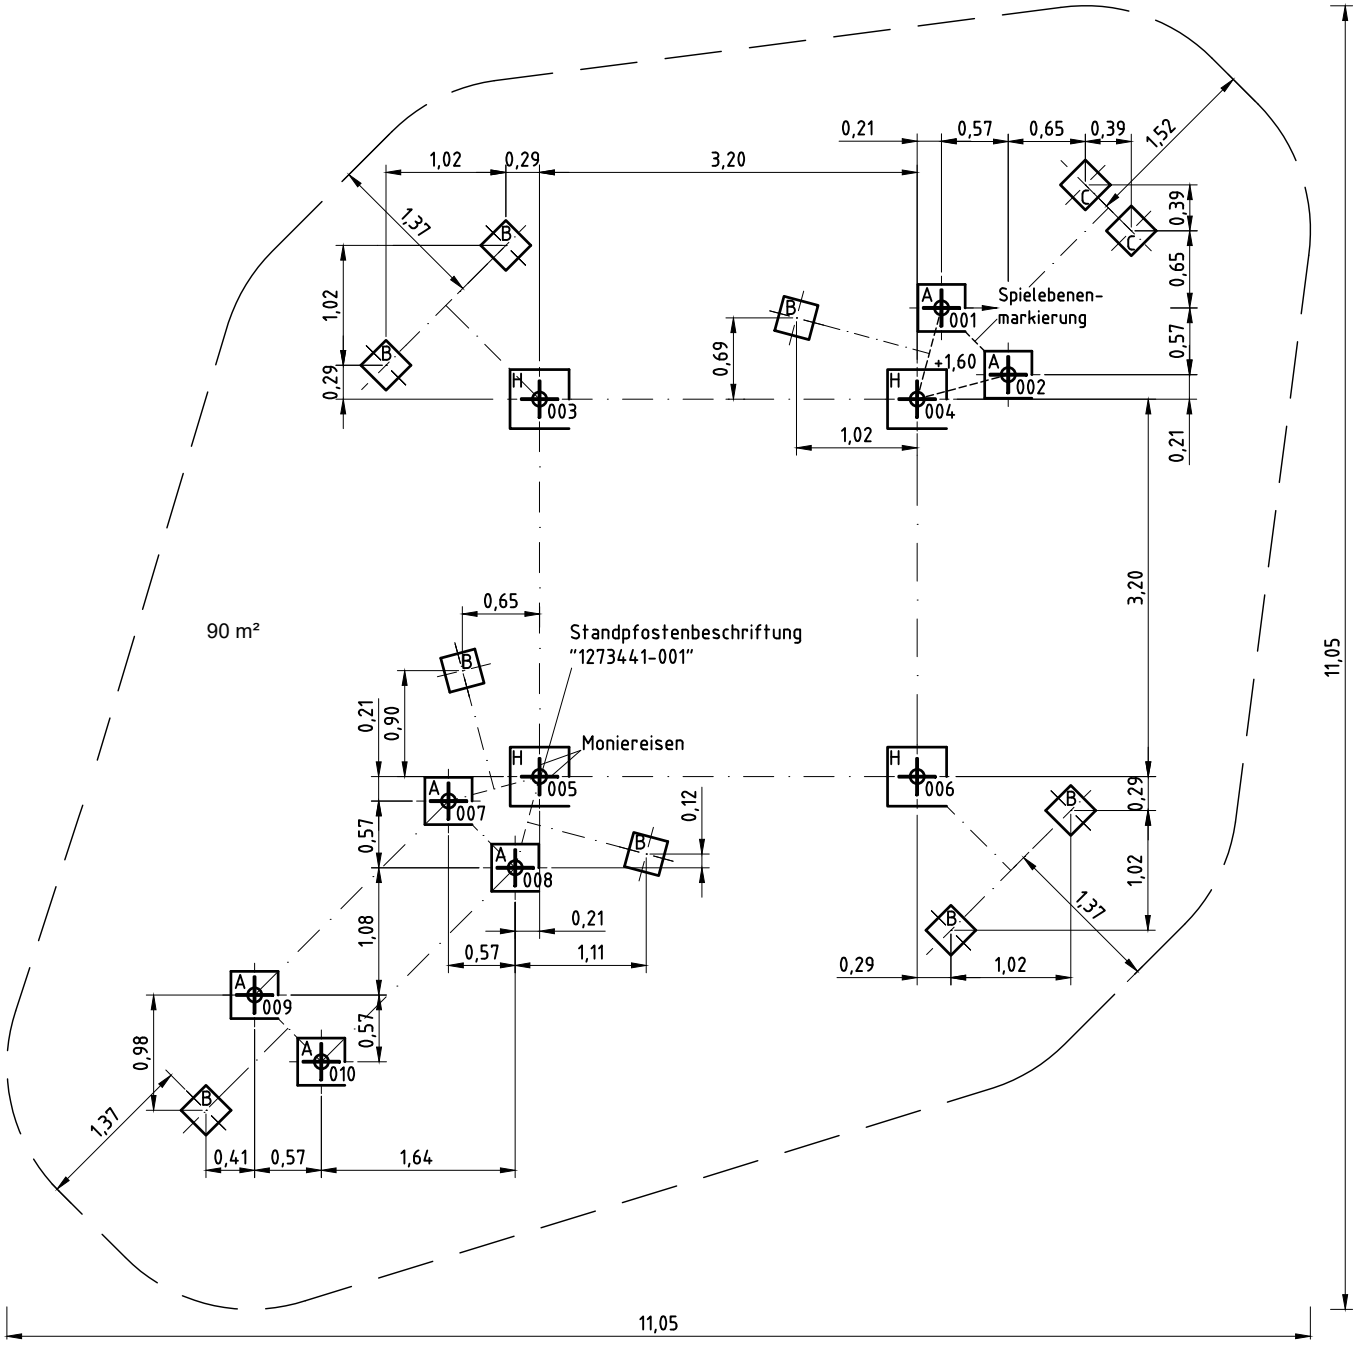 0,21
0,57
0,65
0,39
1,52
1,02
0,29
3,20
1,37
B
C
C
0,39
0,65
1,02
A
001
Spielebenen-
markierung
B
0,69
0,57
B
+1,60
A
002
0,29
H
003
H
004
1,02
0,21
3,20
0,65
Standpfostenbeschriftung
"1273441-001"
90 m²
11,05
B
0,21
0,90
Moniereisen
H
005
H
006
A
007
B
0,29
0,12
0,57
B
A
008
1,02
1,37
0,21
B
1,08
0,57
1,11
0,29
1,02
A
009
0,57
0,98
A
010
B
1,37
0,41
0,57
1,64
11,05